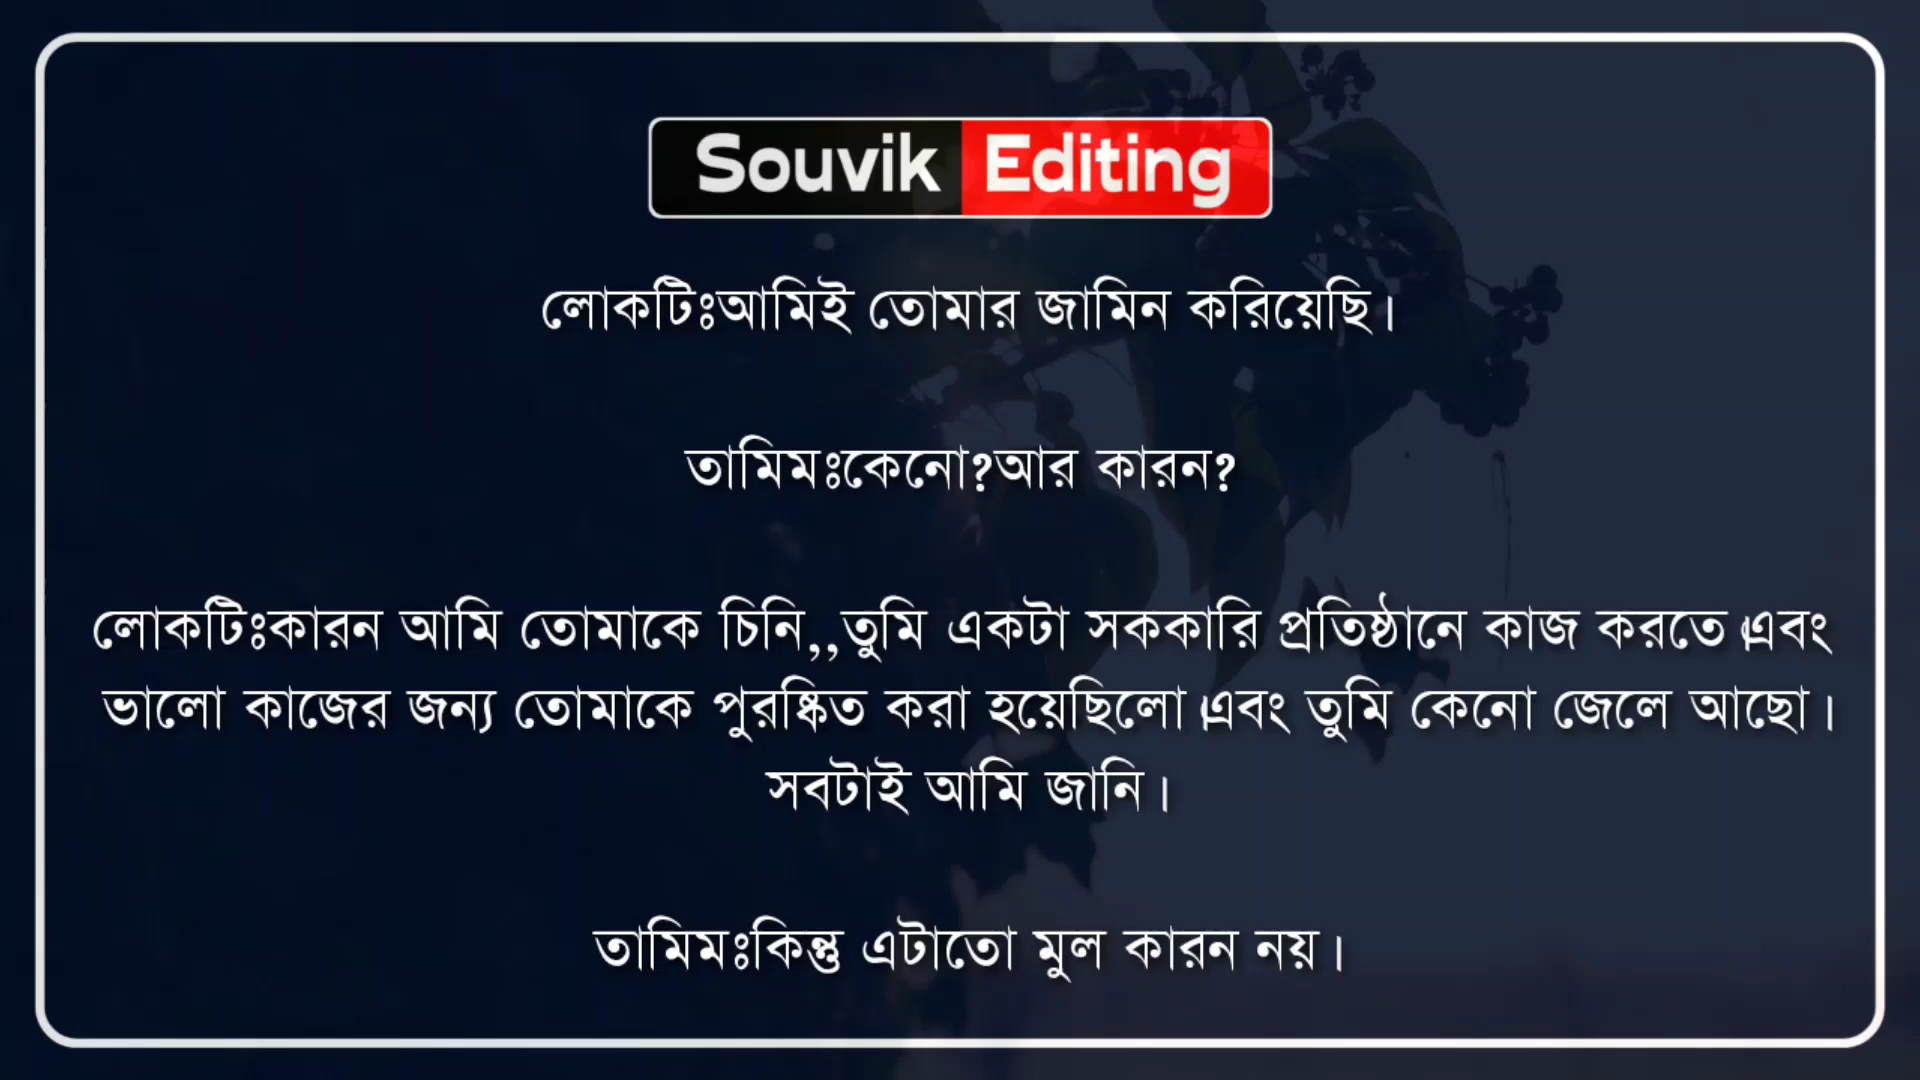 Souvik Editing
লোকটিঃআমিই তোমার জামিন করিয়েছি।
তামিমঃকেনো?আর কারন?
লোকটিঃকারন আমি তোমাকে চিনি,,তুমি একটা সককারি প্রতিষ্ঠানে কাজ করতে।এবং
ভালো কাজের জন্য তোমাকে পুরষ্কিত করা হয়েছিলো।এবং তুমি কেনো জেলে আছো।
সবটাই আমি জানি।
তামিমঃকিন্তু এটাতো মুল কারন নয়।